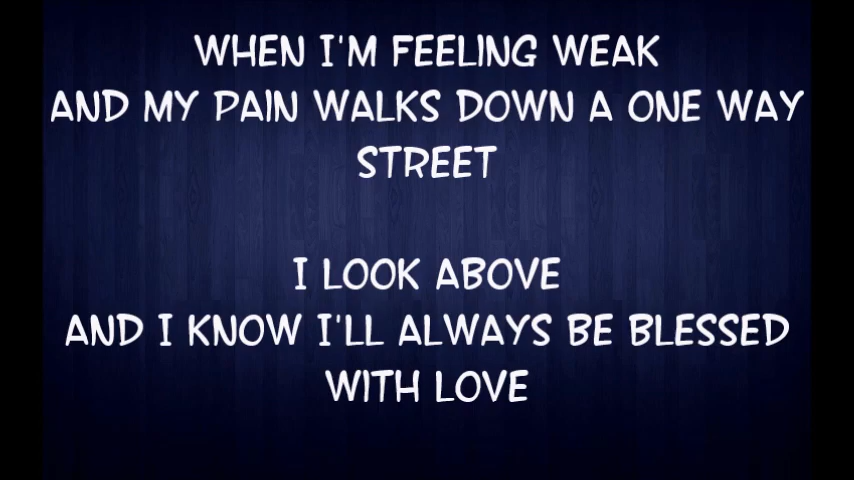 WHEN I'M FEELING WEAK
AND MY PAIN WALKS DOWN A ONE WAY
STREET
I LOOK ABOVE
AND I KNOW I'LL ALWAYS BE BLESSED
WITH LOVE